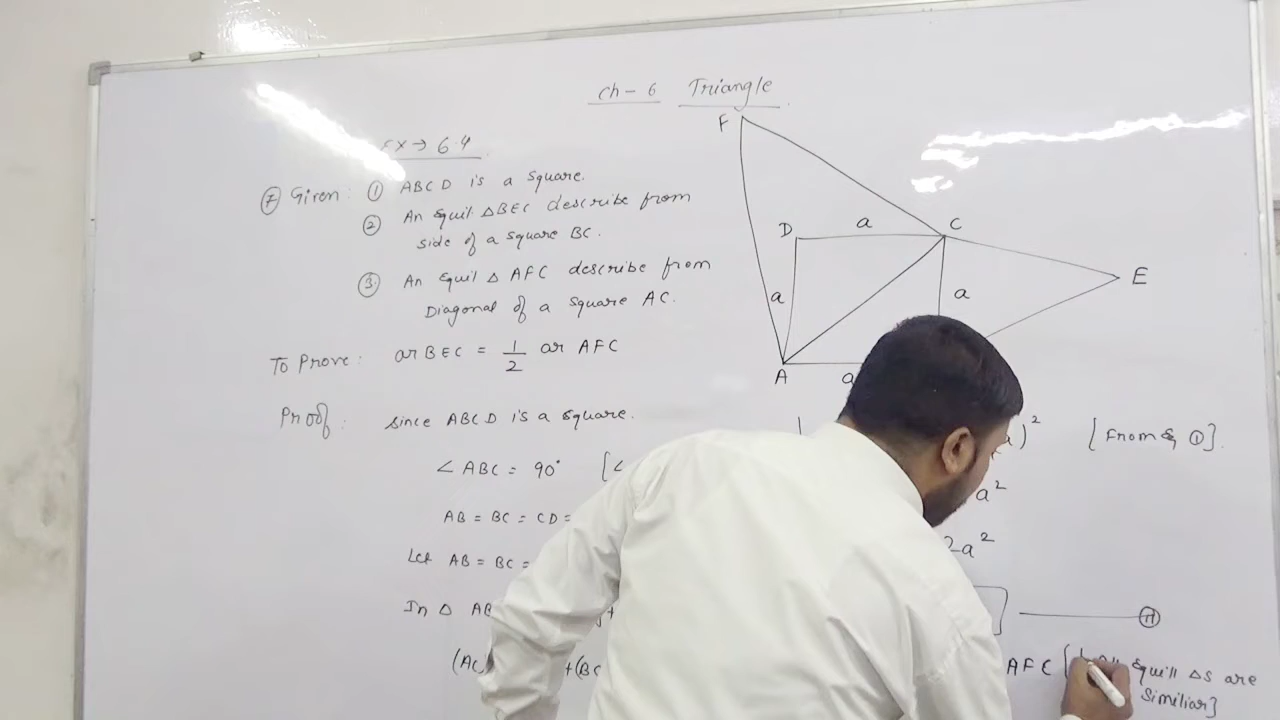 Ch - 6 Triangle
EX → 6.4
⑦ Given: ① ABCD is a square.
② An Equil. △BEC describe from
side of a square BC.
③ An Equil △ AFC describe from
Diagonal of a square AC.
To Prove: ar BEC = 1/2 ar AFC
Proof: since ABCD is a square.
∠ ABC = 90° [∠
AB = BC = CD =
Let AB = BC =
In △ AB
(AC +(BC
F
D a C
a a E
A a
)² [From Eq ①].
a²
2a²
⑪
AFC [ Equill △s are
Similiar]